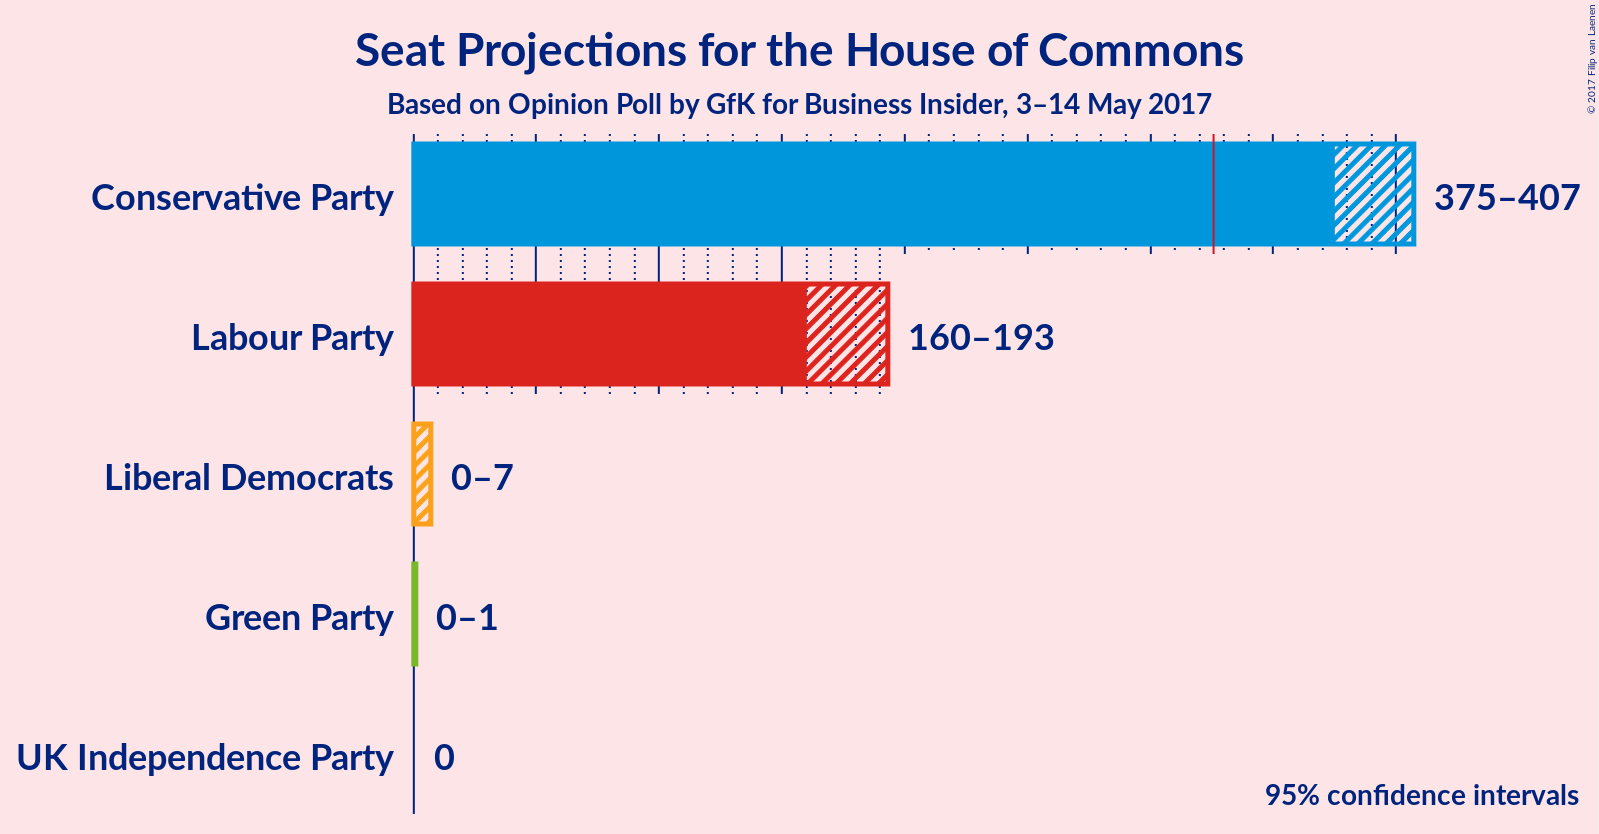 Seat Projections for the House of Commons
Based on Opinion Poll by GfK for Business Insider, 3–14 May 2017
© 2017 Filip van Laenen
Conservative Party
375–407
Labour Party
160–193
Liberal Democrats
0–7
Green Party
0–1
UK Independence Party
0
95% confidence intervals